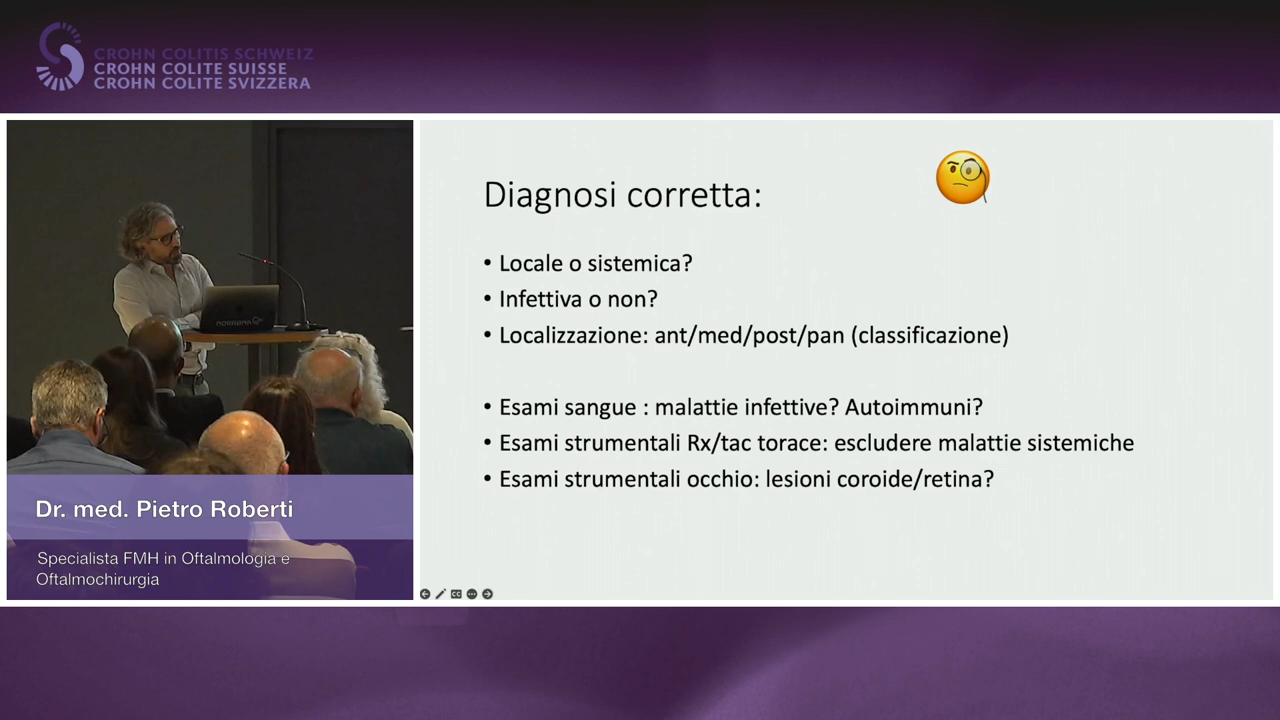 CROHN COLITIS SCHWEIZ
CROHN COLITE SUISSE
CROHN COLITE SVIZZERA
Diagnosi corretta:
• Locale o sistemica?
• Infettiva o non?
• Localizzazione: ant/med/post/pan (classificazione)
• Esami sangue : malattie infettive? Autoimmuni?
• Esami strumentali Rx/tac torace: escludere malattie sistemiche
• Esami strumentali occhio: lesioni coroide/retina?
Dr. med. Pietro Roberti
Specialista FMH in Oftalmologia e
Oftalmochirurgia